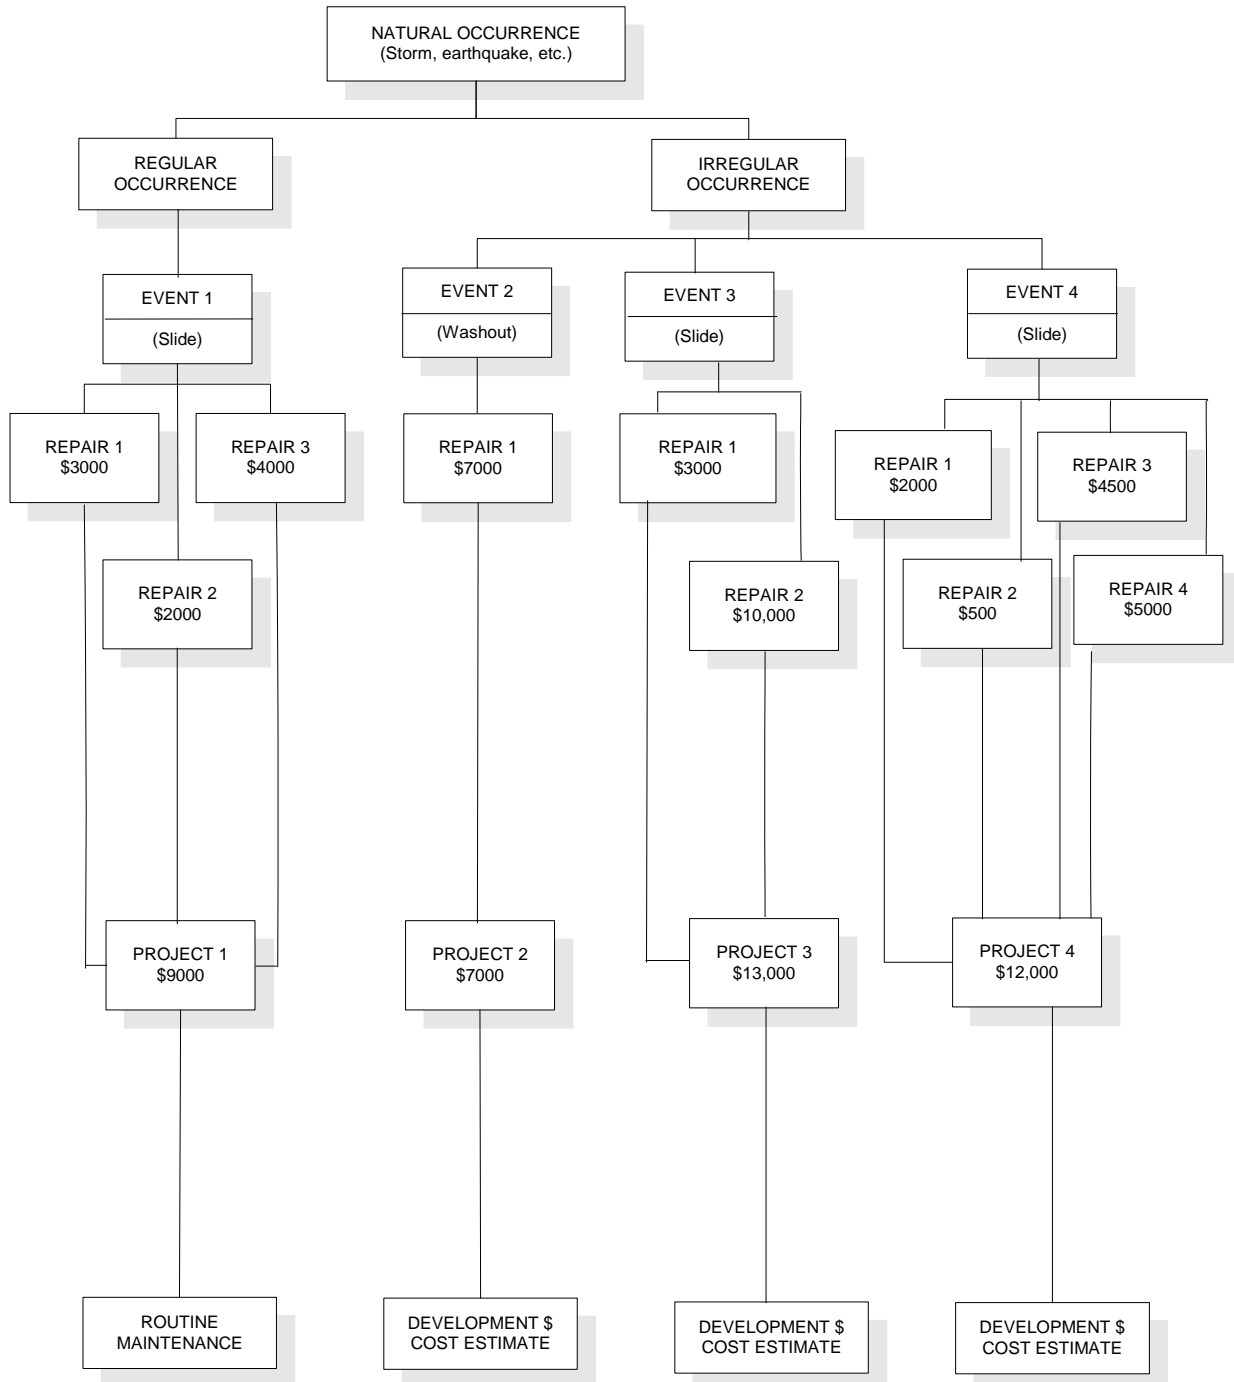 NATURAL OCCURRENCE
(Storm, earthquake, etc.)
REGULAR
OCCURRENCE
IRREGULAR
OCCURRENCE
EVENT 1
(Slide)
EVENT 2
(Washout)
EVENT 3
(Slide)
EVENT 4
(Slide)
REPAIR 1
$3000
REPAIR 3
$4000
REPAIR 1
$7000
REPAIR 1
$3000
REPAIR 1
$2000
REPAIR 3
$4500
REPAIR 2
$2000
REPAIR 2
$10,000
REPAIR 2
$500
REPAIR 4
$5000
PROJECT 1
$9000
PROJECT 2
$7000
PROJECT 3
$13,000
PROJECT 4
$12,000
ROUTINE
MAINTENANCE
DEVELOPMENT $
COST ESTIMATE
DEVELOPMENT $
COST ESTIMATE
DEVELOPMENT $
COST ESTIMATE